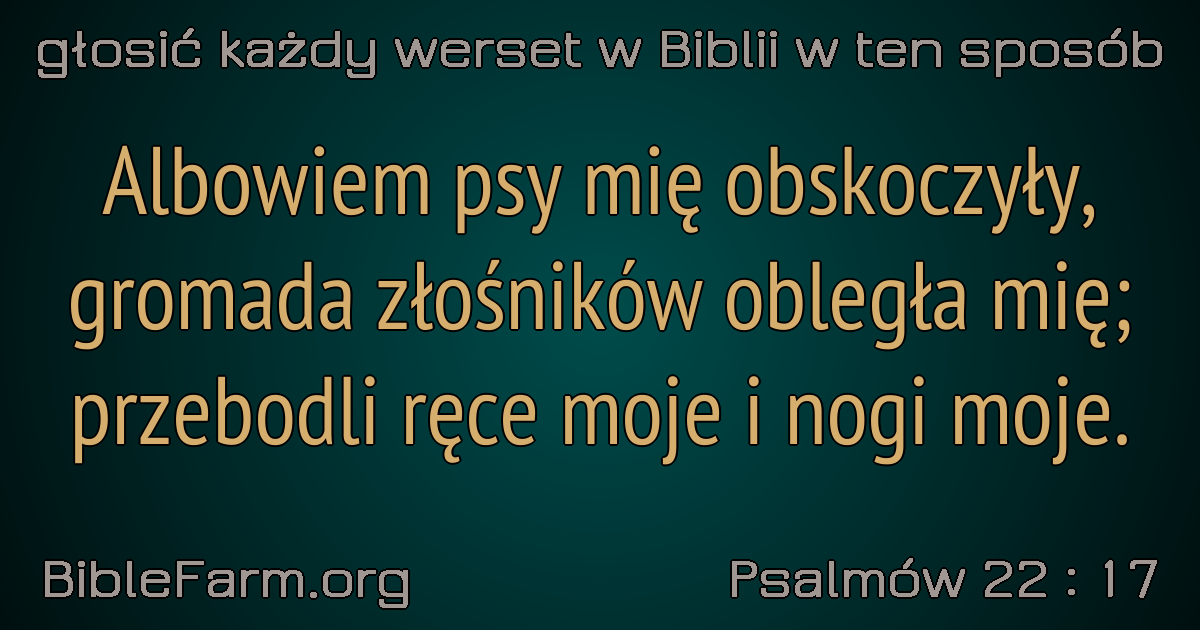 głosić każdy werset w Biblii w ten sposób
Albowiem psy mię obskoczyły,
gromada złośników obległa mię;
przebodli ręce moje i nogi moje.
BibleFarm.org
Psalmów 22 : 17